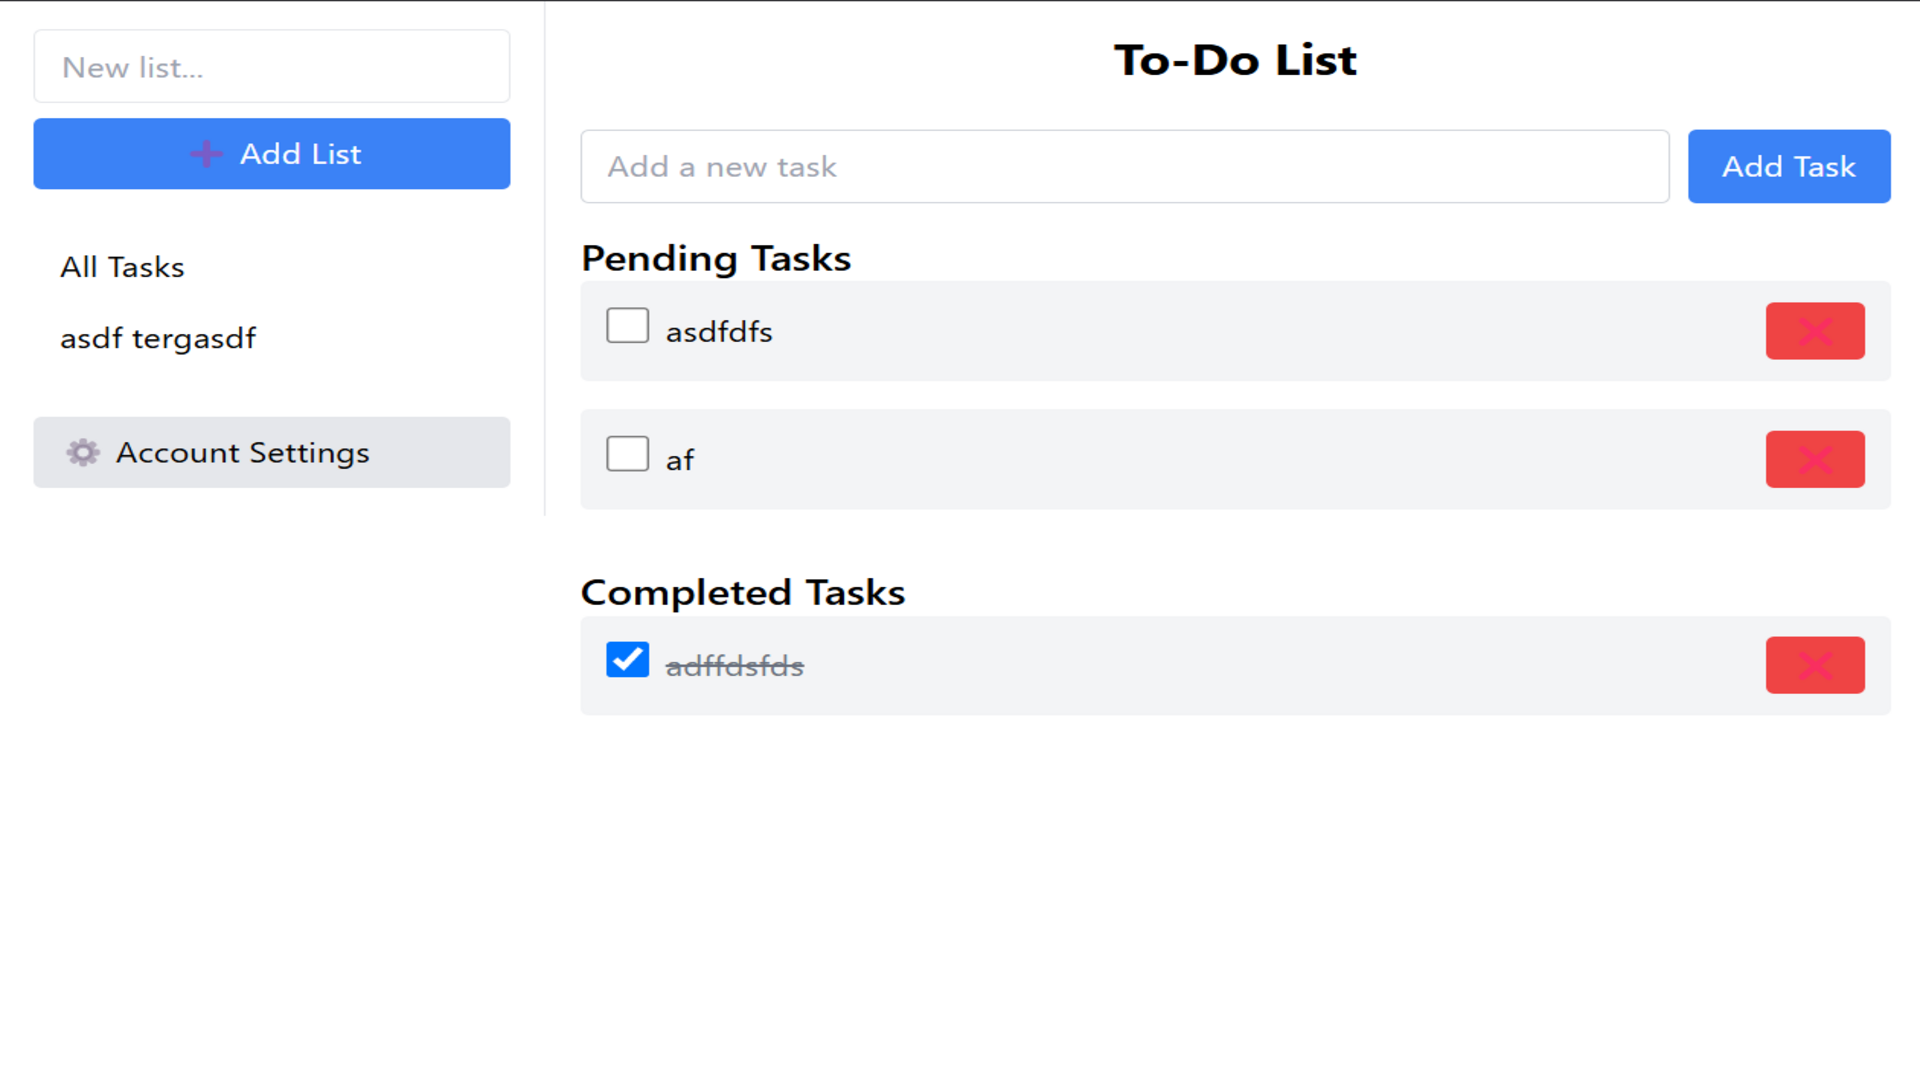 New list...
Add List
All Tasks
asdf tergasdf
Account Settings
To-Do List
Add a new task
Add Task
Pending Tasks
asdfdfs
af
Completed Tasks
adffdsfds